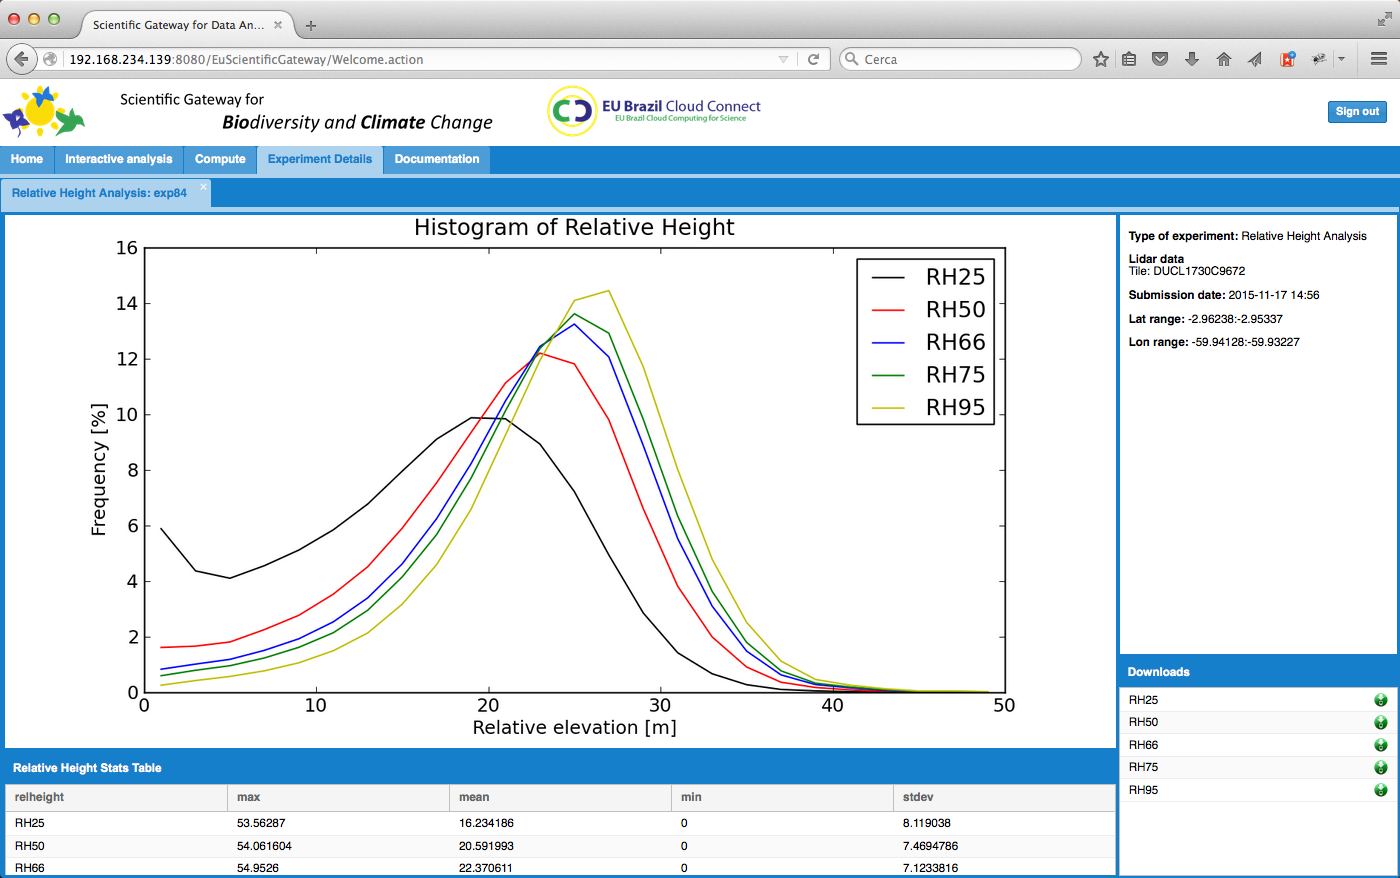 Scientific Gateway for Data An...
192.168.234.139:8080/EuScientificGateway/Welcome.action
Cerca
Scientific Gateway for
Biodiversity and Climate Change
EU Brazil Cloud Connect
EU Brazil Cloud Computing for Science
Sign out
Home
Interactive analysis
Compute
Experiment Details
Documentation
Relative Height Analysis: exp84
Histogram of Relative Height
16
14
12
10
8
6
4
2
0
Frequency [%]
0
10
20
30
40
50
Relative elevation [m]
RH25
RH50
RH66
RH75
RH95
Type of experiment: Relative Height Analysis
Lidar data
Tile: DUCL1730C9672
Submission date: 2015-11-17 14:56
Lat range: -2.96238:-2.95337
Lon range: -59.94128:-59.93227
Downloads
RH25
RH50
RH66
RH75
RH95
Relative Height Stats Table
relheight max mean min stdev
RH25 53.56287 16.234186 0 8.119038
RH50 54.061604 20.591993 0 7.4694786
RH66 54.9526 22.370611 0 7.1233816